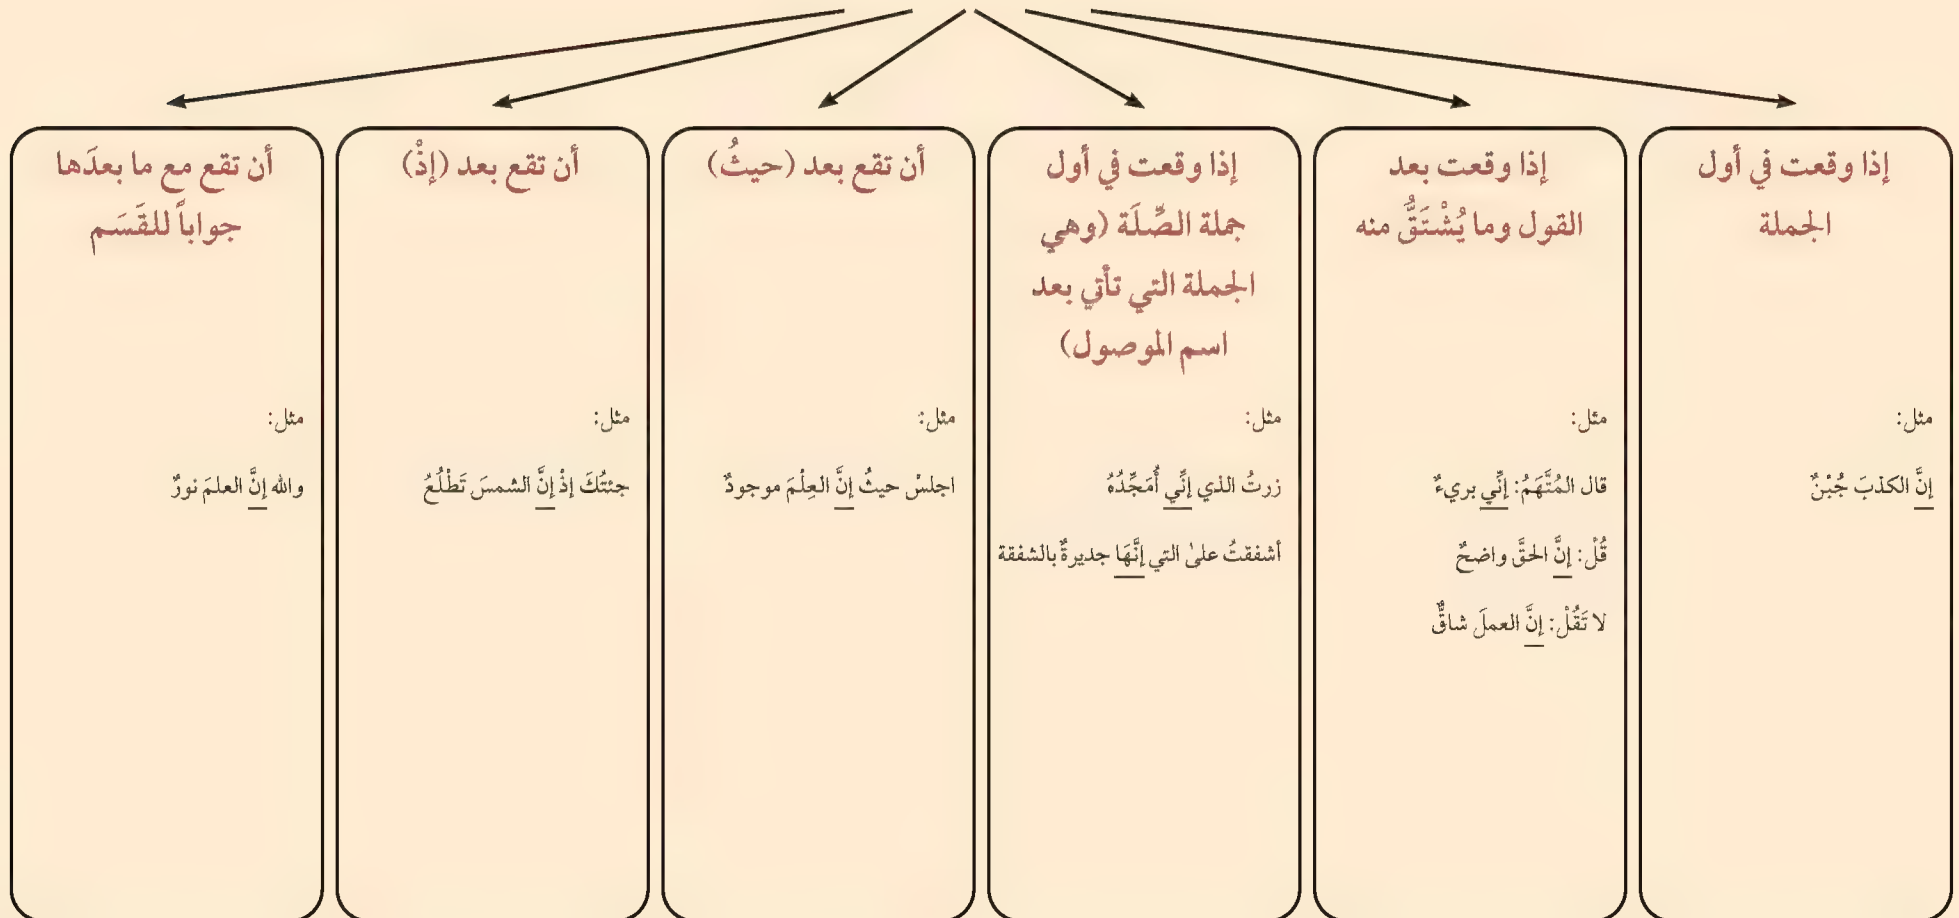 إذا وقعت في أول
الجملة
مثل:
إنَّ الكذبَ جُبْنٌ
إذا وقعت بعد
القول وما يُشْتَقُّ منه
مثل:
قال المُتَّهَمُ: إنِّي بريءٌ
قُلْ: إنَّ الحقَّ واضحٌ
لا تَقُلْ: إنَّ العملَ شاقٌّ
إذا وقعت في أول
جملة الصِّلَة (وهي
الجملة التي تأتي بعد
اسم الموصول)
مثل:
زرتُ الذي إنِّي أُمَجِّدُهُ
أشفقتُ علىٰ التي إنَّهَا جديرةٌ بالشفقة
أن تقع بعد (حيثُ)
مثل:
اجلسْ حيثُ إنَّ العِلْمَ موجودٌ
أن تقع بعد (إذْ)
مثل:
جئتُكَ إذْ إنَّ الشمسَ تَطْلُعُ
أن تقع مع ما بعدَها
جواباً للقَسَم
مثل:
والله إنَّ العلمَ نورٌ